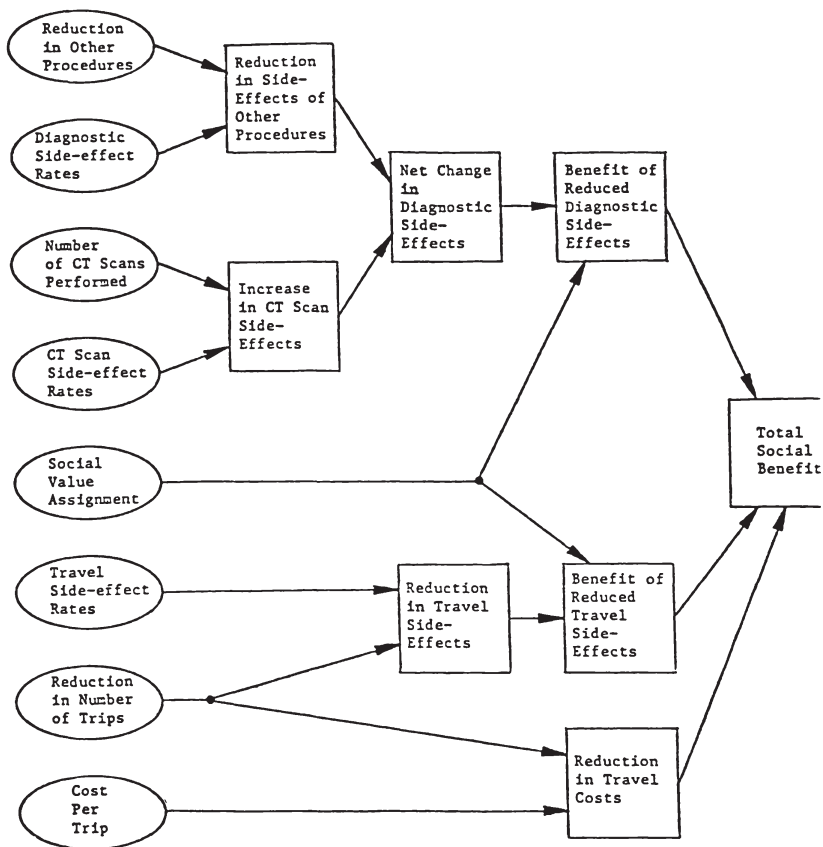 Reduction
in Other
Procedures
Reduction
in Side-
Effects of
Other
Procedures
Diagnostic
Side-effect
Rates
Net Change
in
Diagnostic
Side-
Effects
Benefit of
Reduced
Diagnostic
Side-
Effects
Number
of CT Scans
Performed
Increase
in CT Scan
Side-
Effects
CT Scan
Side-effect
Rates
Total
Social
Benefit
Social
Value
Assignment
Travel
Side-effect
Rates
Reduction
in Travel
Side-
Effects
Benefit of
Reduced
Travel
Side-
Effects
Reduction
in Number
of Trips
Reduction
in Travel
Costs
Cost
Per
Trip